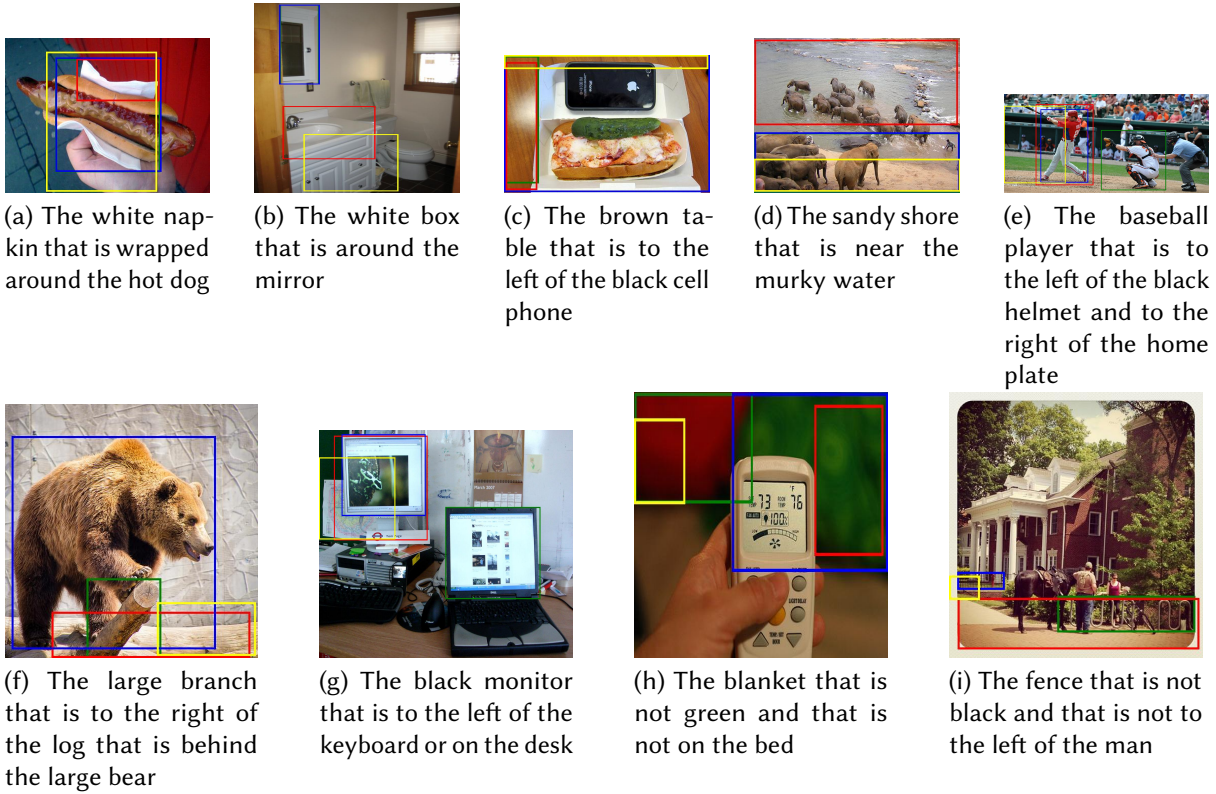 (a) The white nap-
kin that is wrapped
around the hot dog
(b) The white box
that is around the
mirror
(c) The brown ta-
ble that is to the
left of the black cell
phone
(d) The sandy shore
that is near the
murky water
(e) The baseball
player that is to
the left of the black
helmet and to the
right of the home
plate
73 76
°F
100%
(f) The large branch
that is to the right of
the log that is behind
the large bear
(g) The black monitor
that is to the left of the
keyboard or on the desk
(h) The blanket that is
not green and that is
not on the bed
(i) The fence that is not
black and that is not to
the left of the man